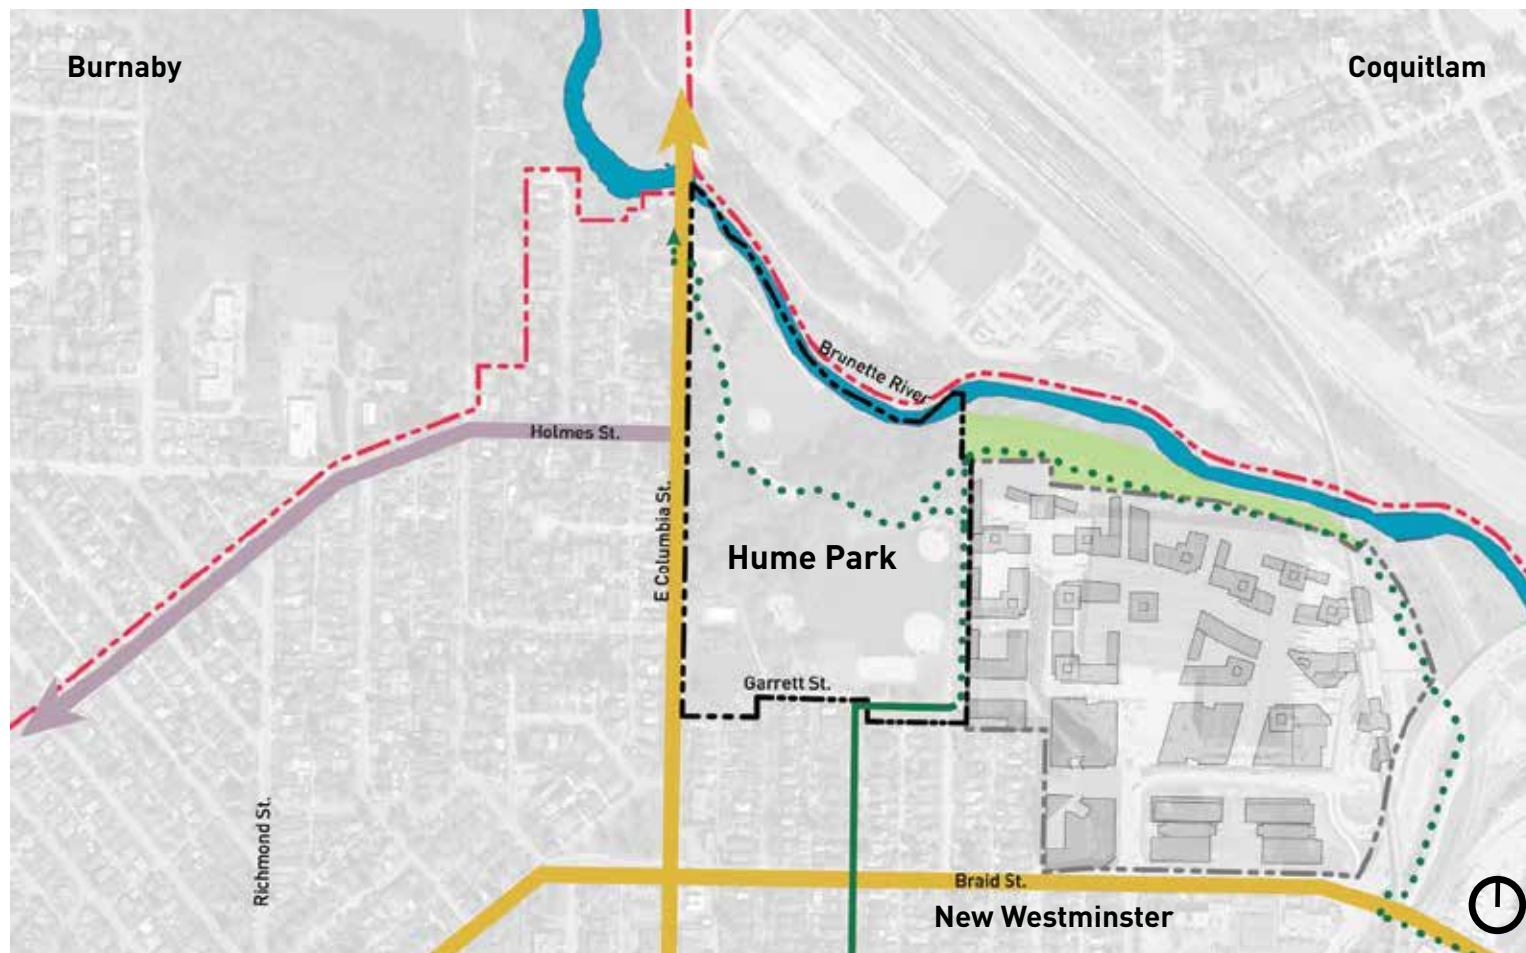 Burnaby
Coquitlam
Brunette River
Holmes St.
E Columbia St.
Hume Park
Garrett St.
Richmond St.
Braid St.
New Westminster